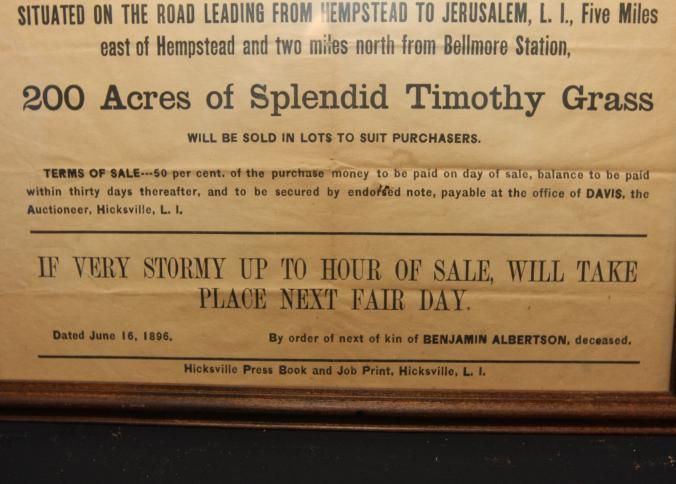 SITUATED ON THE ROAD LEADING FROM HEMPSTEAD TO JERUSALEM, L. I., Five Miles
east of Hempstead and two miles north from Bellmore Station,
200 Acres of Splendid Timothy Grass
WILL BE SOLD IN LOTS TO SUIT PURCHASERS.
TERMS OF SALE---50 per cent. of the purchase money to be paid on day of sale, balance to be paid
within thirty days thereafter, and to be secured by endorsed note, payable at the office of DAVIS, the
Auctioneer, Hicksville, L. I.
IF VERY STORMY UP TO HOUR OF SALE, WILL TAKE
PLACE NEXT FAIR DAY.
Dated June 16, 1896. By order of next of kin of BENJAMIN ALBERTSON, deceased.
Hicksville Press Book and Job Print, Hicksville, L. I.